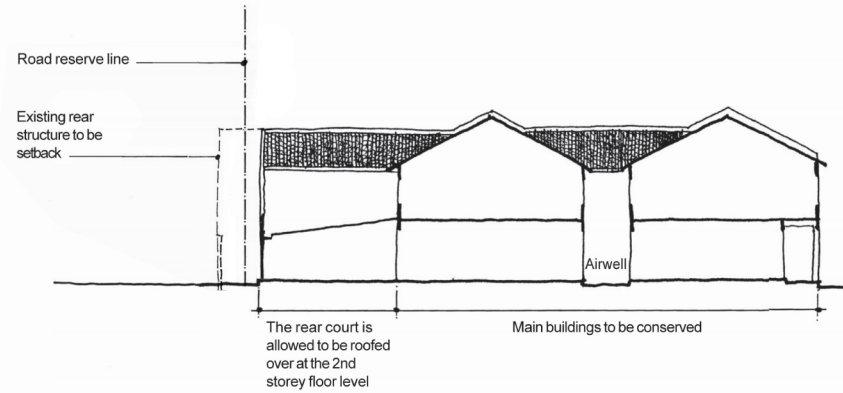 Road reserve line
Existing rear
structure to be
setback
Airwell
The rear court is
allowed to be roofed
over at the 2nd
storey floor level
Main buildings to be conserved